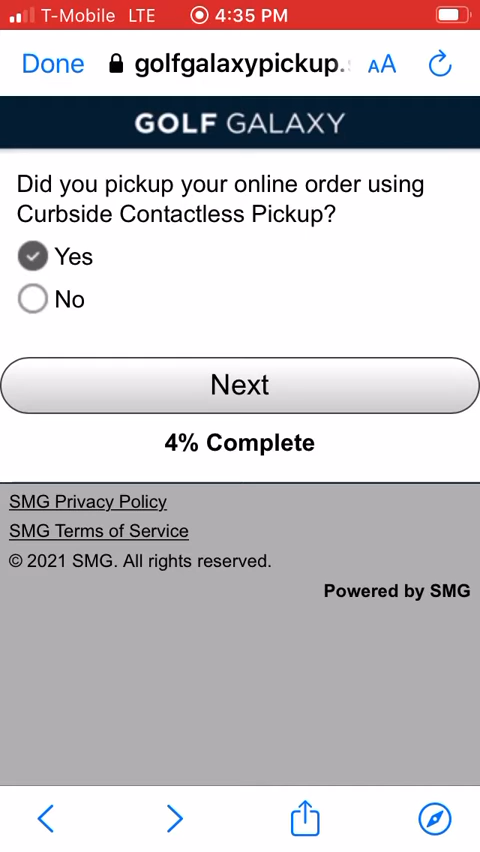 T-Mobile LTE 4:35 PM
Done golfgalaxypickup. AA
GOLF GALAXY
Did you pickup your online order using
Curbside Contactless Pickup?
Yes
No
Next
4% Complete
SMG Privacy Policy
SMG Terms of Service
© 2021 SMG. All rights reserved.
Powered by SMG